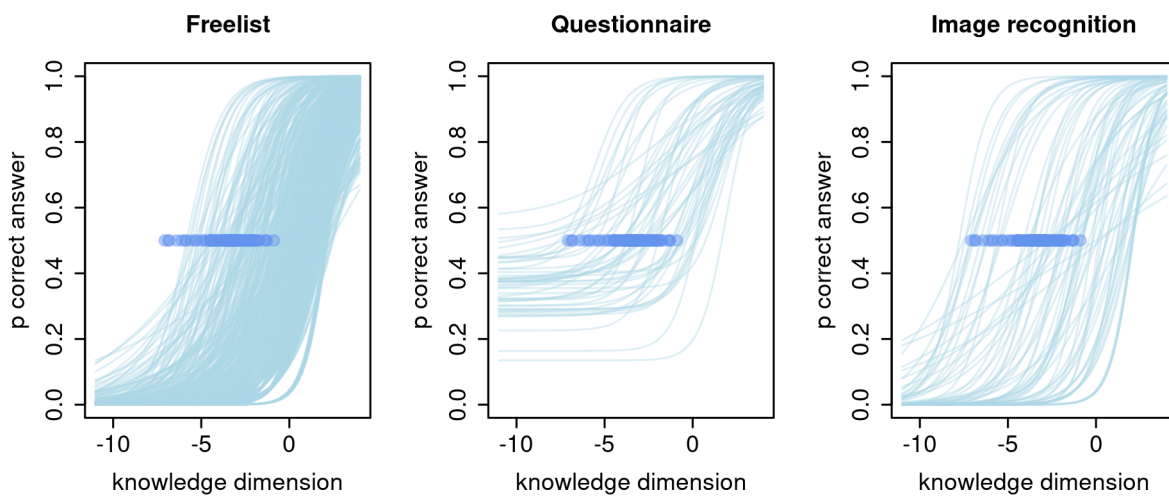 Freelist
Questionnaire
Image recognition
p correct answer
0.0 0.2 0.4 0.6 0.8 1.0
-10 -5 0
knowledge dimension
p correct answer
0.0 0.2 0.4 0.6 0.8 1.0
-10 -5 0
knowledge dimension
p correct answer
0.0 0.2 0.4 0.6 0.8 1.0
-10 -5 0
knowledge dimension